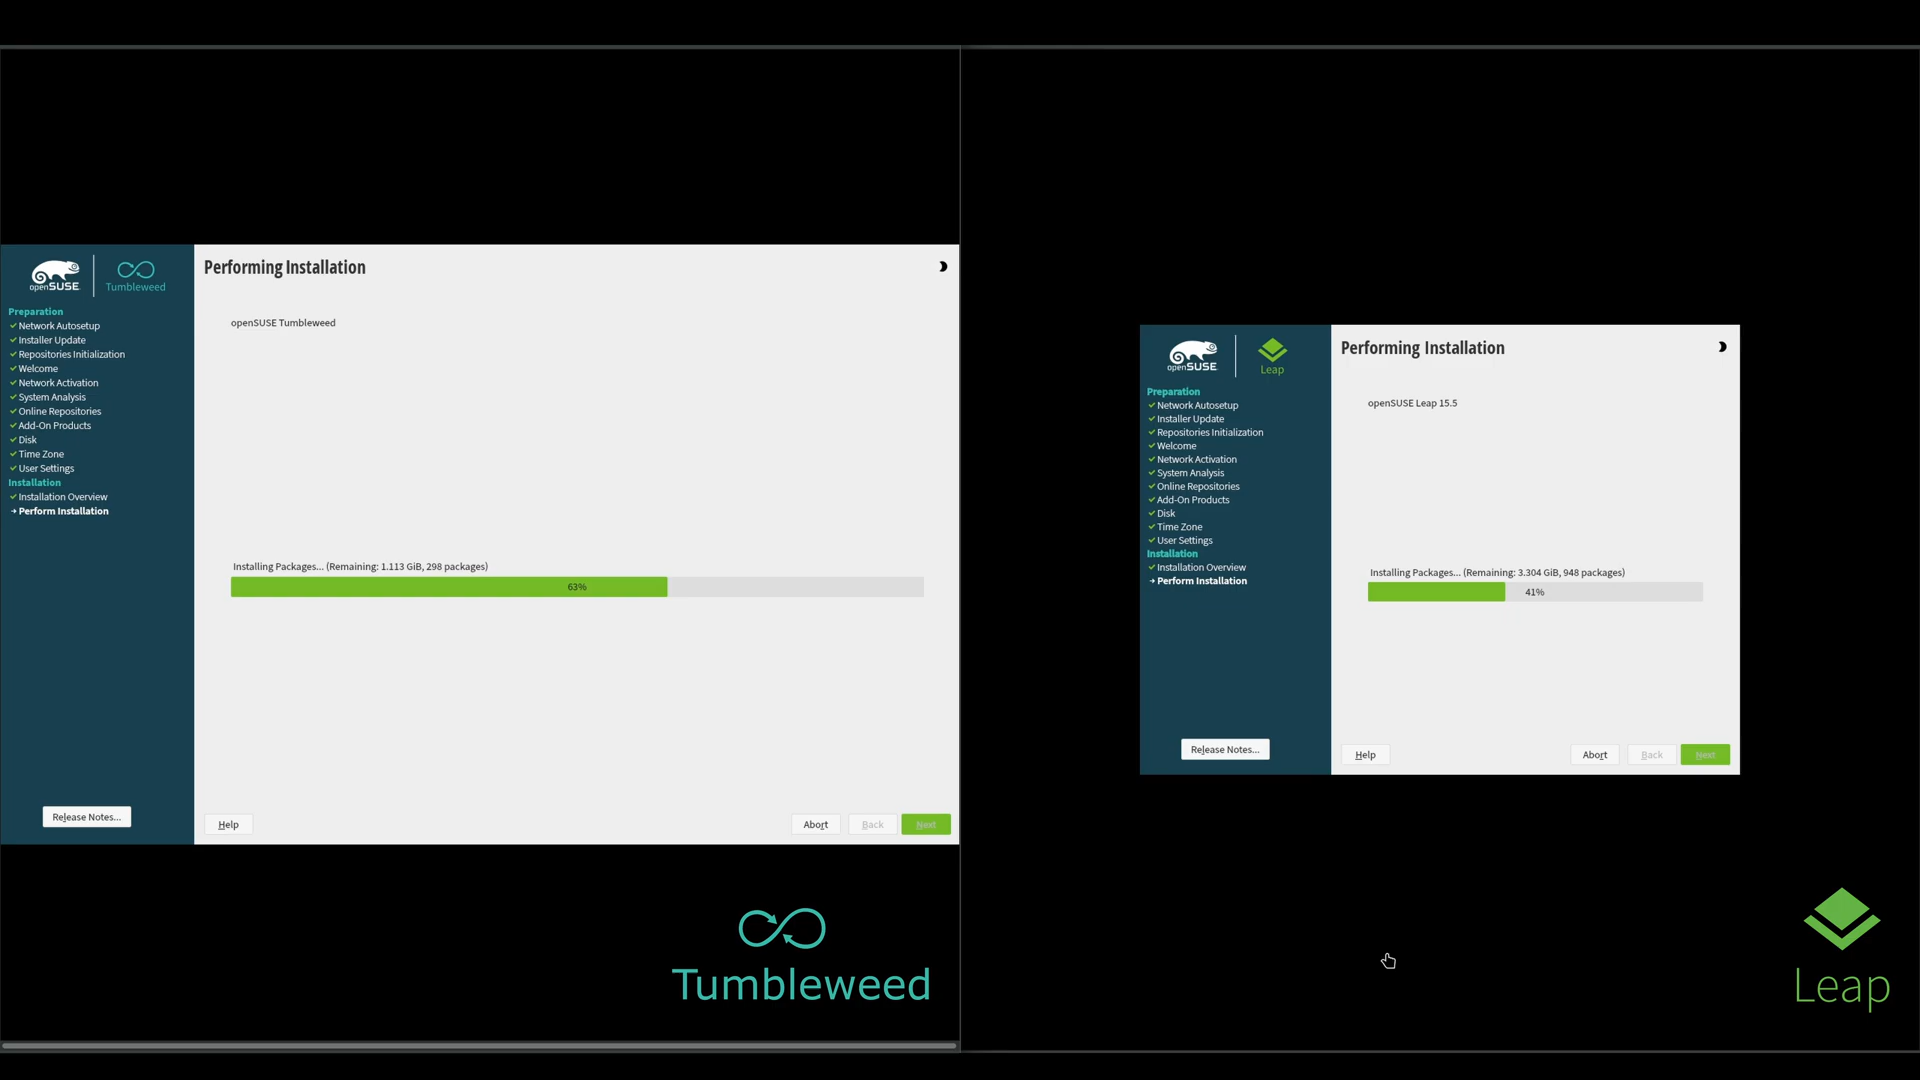 openSUSE
Tumbleweed
Preparation
Network Autosetup
Installer Update
Repositories Initialization
Welcome
Network Activation
System Analysis
Online Repositories
Add-On Products
Disk
Time Zone
User Settings
Installation
Installation Overview
Perform Installation
Release Notes...
Performing Installation
openSUSE Tumbleweed
Installing Packages... (Remaining: 1.113 GiB, 298 packages)
63%
Help
Abort
Back
Next
Tumbleweed
openSUSE
Leap
Preparation
Network Autosetup
Installer Update
Repositories Initialization
Welcome
Network Activation
System Analysis
Online Repositories
Add-On Products
Disk
Time Zone
User Settings
Installation
Installation Overview
Perform Installation
Release Notes...
Performing Installation
openSUSE Leap 15.5
Installing Packages... (Remaining: 3.304 GiB, 948 packages)
41%
Help
Abort
Back
Next
Leap